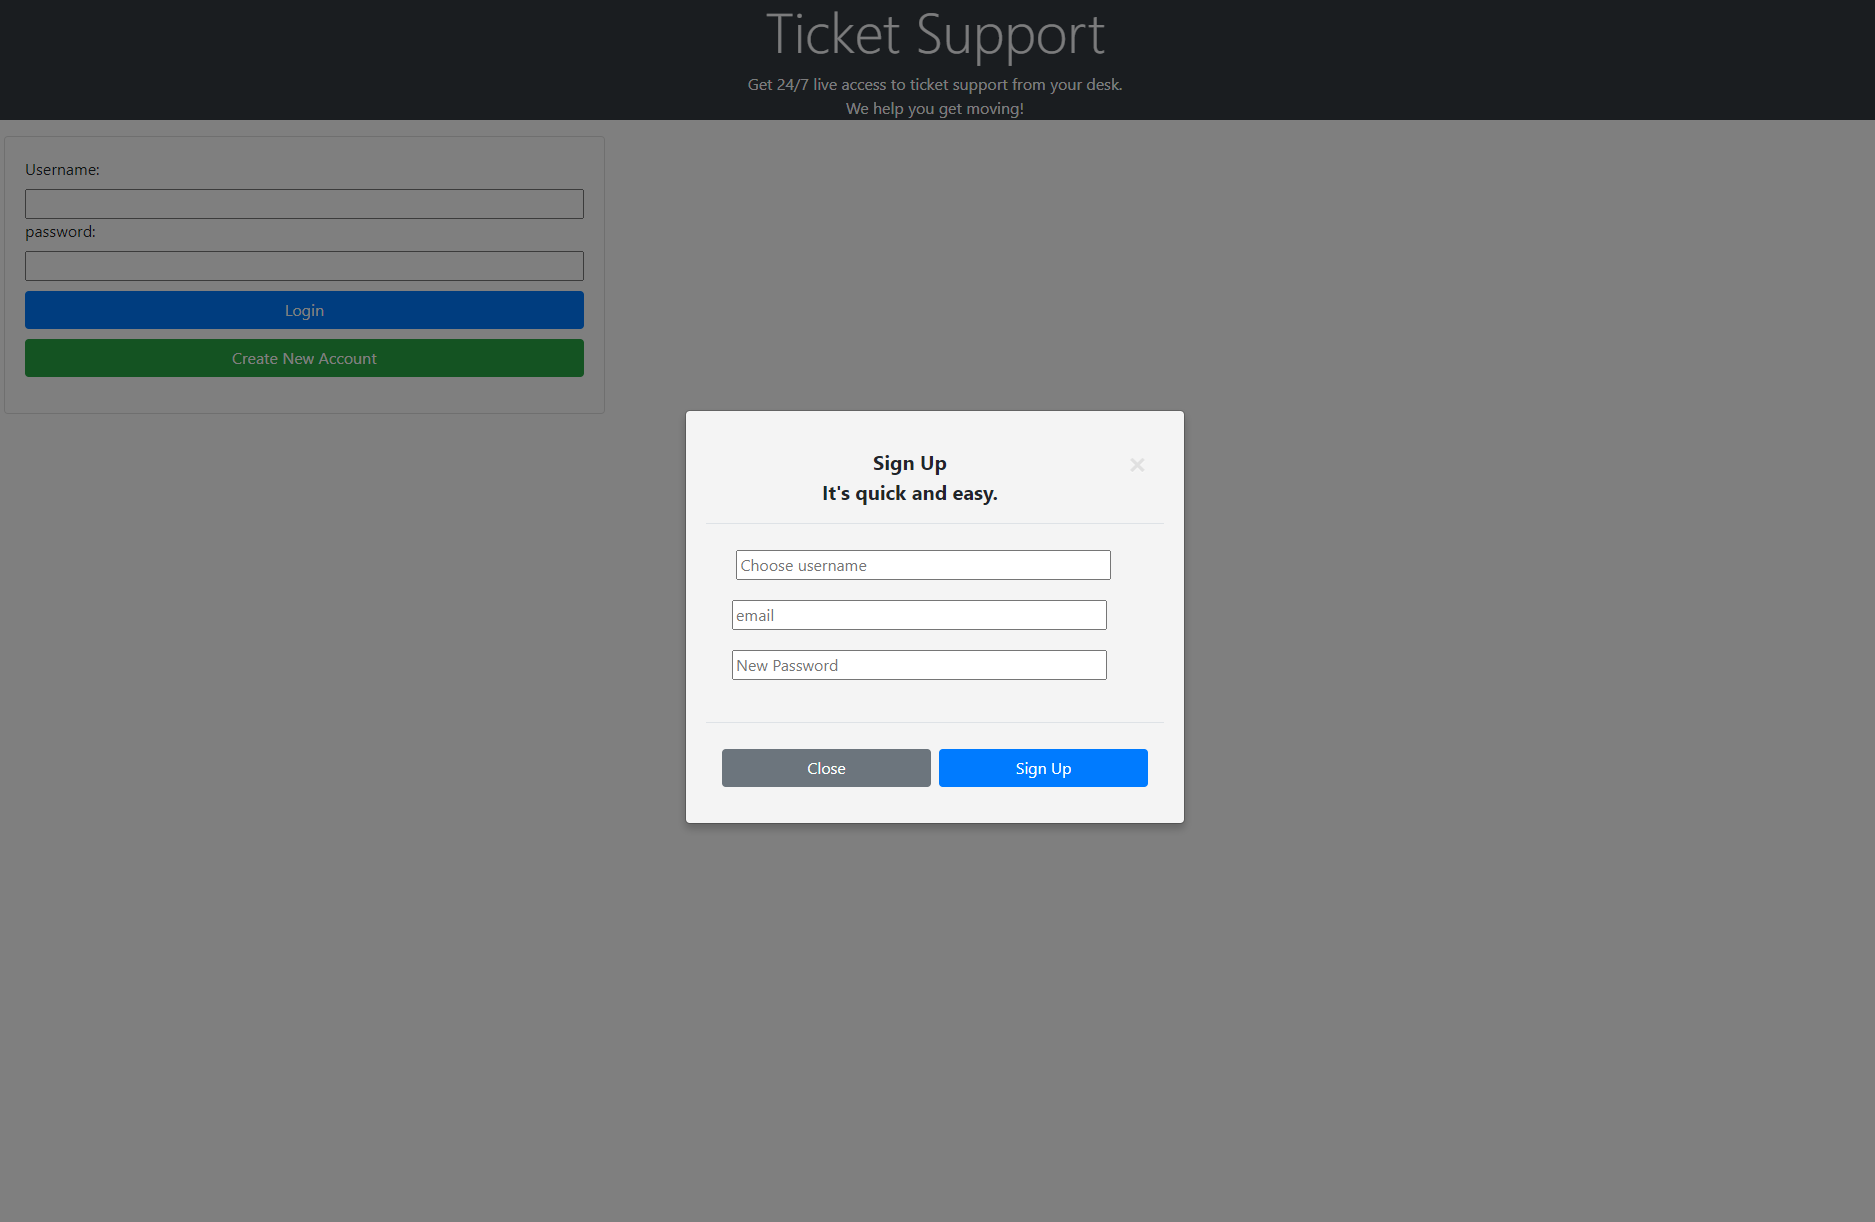 Ticket Support
Get 24/7 live access to ticket support from your desk.
We help you get moving!
Username:
password:
Login
Create New Account
Sign Up
×
It's quick and easy.
Choose username
email
New Password
Close
Sign Up